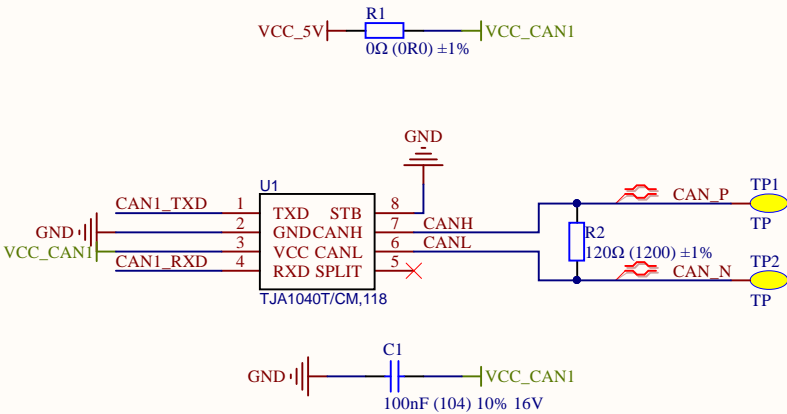 R1
VCC_5V
VCC_CAN1
0Ω (0R0) ±1%
GND
U1
TP1
CAN1_TXD
1
TXD
STB
8
CAN_P
GND
2
GND
CANH
7
CANH
TP
VCC_CAN1
3
VCC
CANL
6
CANL
R2
120Ω (1200) ±1%
TP2
CAN1_RXD
4
RXD
SPLIT
5
CAN_N
TJA1040T/CM,118
TP
C1
GND
VCC_CAN1
100nF (104) 10% 16V